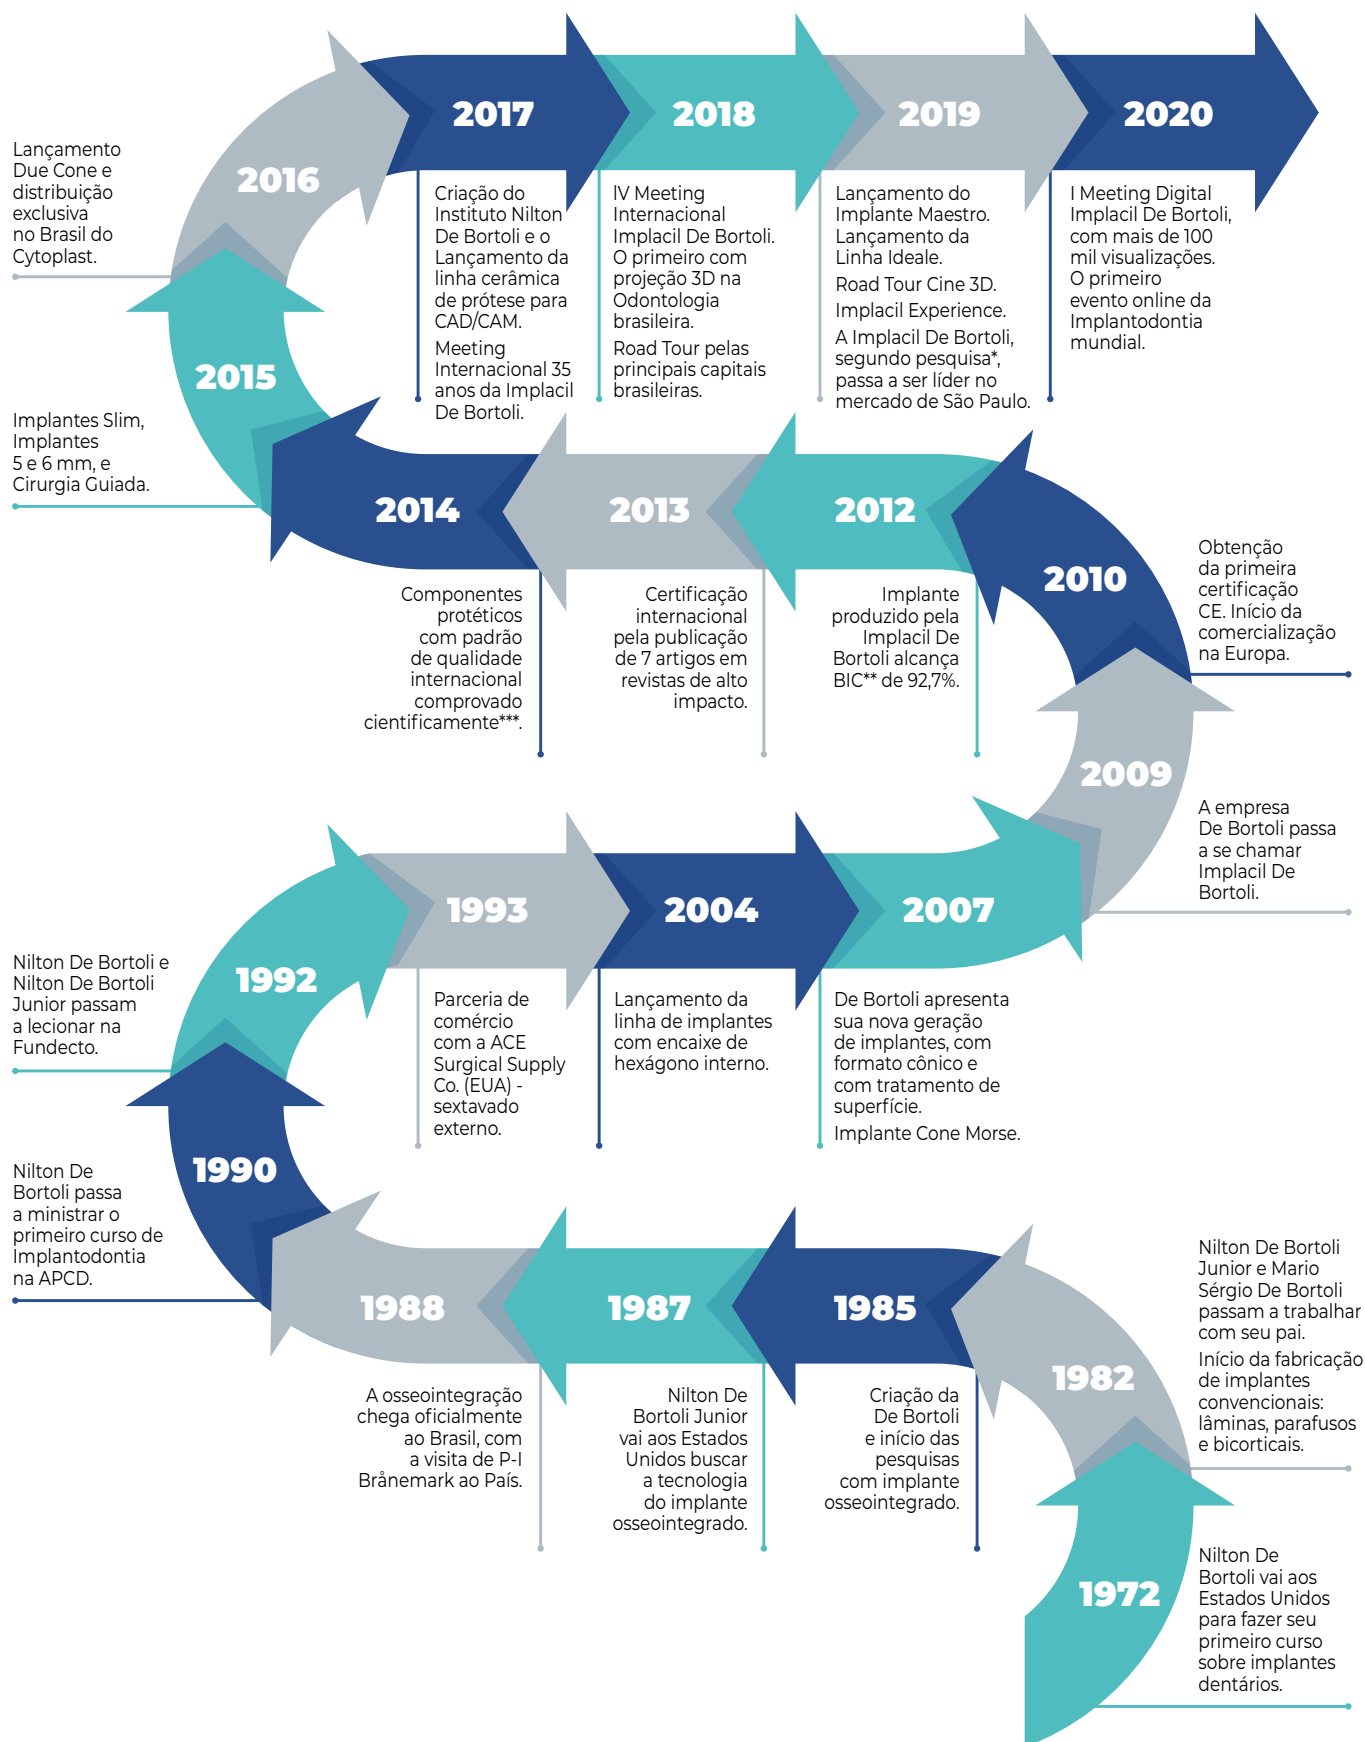 2017
2018
2019
2020
2016
Lançamento
Due Cone e
distribuição
exclusiva
no Brasil do
Cytoplast.
Criação do
Instituto Nilton
De Bortoli e o
Lançamento da
linha cerâmica
de prótese para
CAD/CAM.
Meeting
Internacional 35
anos da Implacil
De Bortoli.
IV Meeting
Internacional
Implacil De Bortoli.
O primeiro com
projeção 3D na
Odontologia
brasileira.
Road Tour pelas
principais capitais
brasileiras.
Lançamento do
Implante Maestro.
Lançamento da
Linha Ideale.
Road Tour Cine 3D.
Implacil Experience.
A Implacil De Bortoli,
segundo pesquisa*,
passa a ser líder no
mercado de São Paulo.
I Meeting Digital
Implacil De Bortoli,
com mais de 100
mil visualizações.
O primeiro
evento online da
Implantodontia
mundial.
2015
Implantes Slim,
Implantes
5 e 6 mm, e
Cirurgia Guiada.
2014
2013
2012
2010
Componentes
protéticos
com padrão
de qualidade
internacional
comprovado
cientificamente***.
Certificação
internacional
pela publicação
de 7 artigos em
revistas de alto
impacto.
Implante
produzido pela
Implacil De
Bortoli alcança
BIC** de 92,7%.
Obtenção
da primeira
certificação
CE. Início da
comercialização
na Europa.
2009
A empresa
De Bortoli passa
a se chamar
Implacil De
Bortoli.
1993
2004
2007
1992
Nilton De Bortoli e
Nilton De Bortoli
Junior passam
a lecionar na
Fundecto.
Parceria de
comércio
com a ACE
Surgical Supply
Co. (EUA) -
sextavado
externo.
Lançamento da
linha de implantes
com encaixe de
hexágono interno.
De Bortoli apresenta
sua nova geração
de implantes, com
formato cônico e
com tratamento de
superfície.
Implante Cone Morse.
1990
Nilton De
Bortoli passa
a ministrar o
primeiro curso de
Implantodontia
na APCD.
1988
1987
1985
1982
A osseointegração
chega oficialmente
ao Brasil, com
a visita de P-I
Brånemark ao País.
Nilton De
Bortoli Junior
vai aos Estados
Unidos buscar
a tecnologia
do implante
osseointegrado.
Criação da
De Bortoli
e início das
pesquisas
com implante
osseointegrado.
Nilton De Bortoli
Junior e Mario
Sérgio De Bortoli
passam a trabalhar
com seu pai.
Início da fabricação
de implantes
convencionais:
lâminas, parafusos
e bicorticais.
1972
Nilton De
Bortoli vai aos
Estados Unidos
para fazer seu
primeiro curso
sobre implantes
dentários.